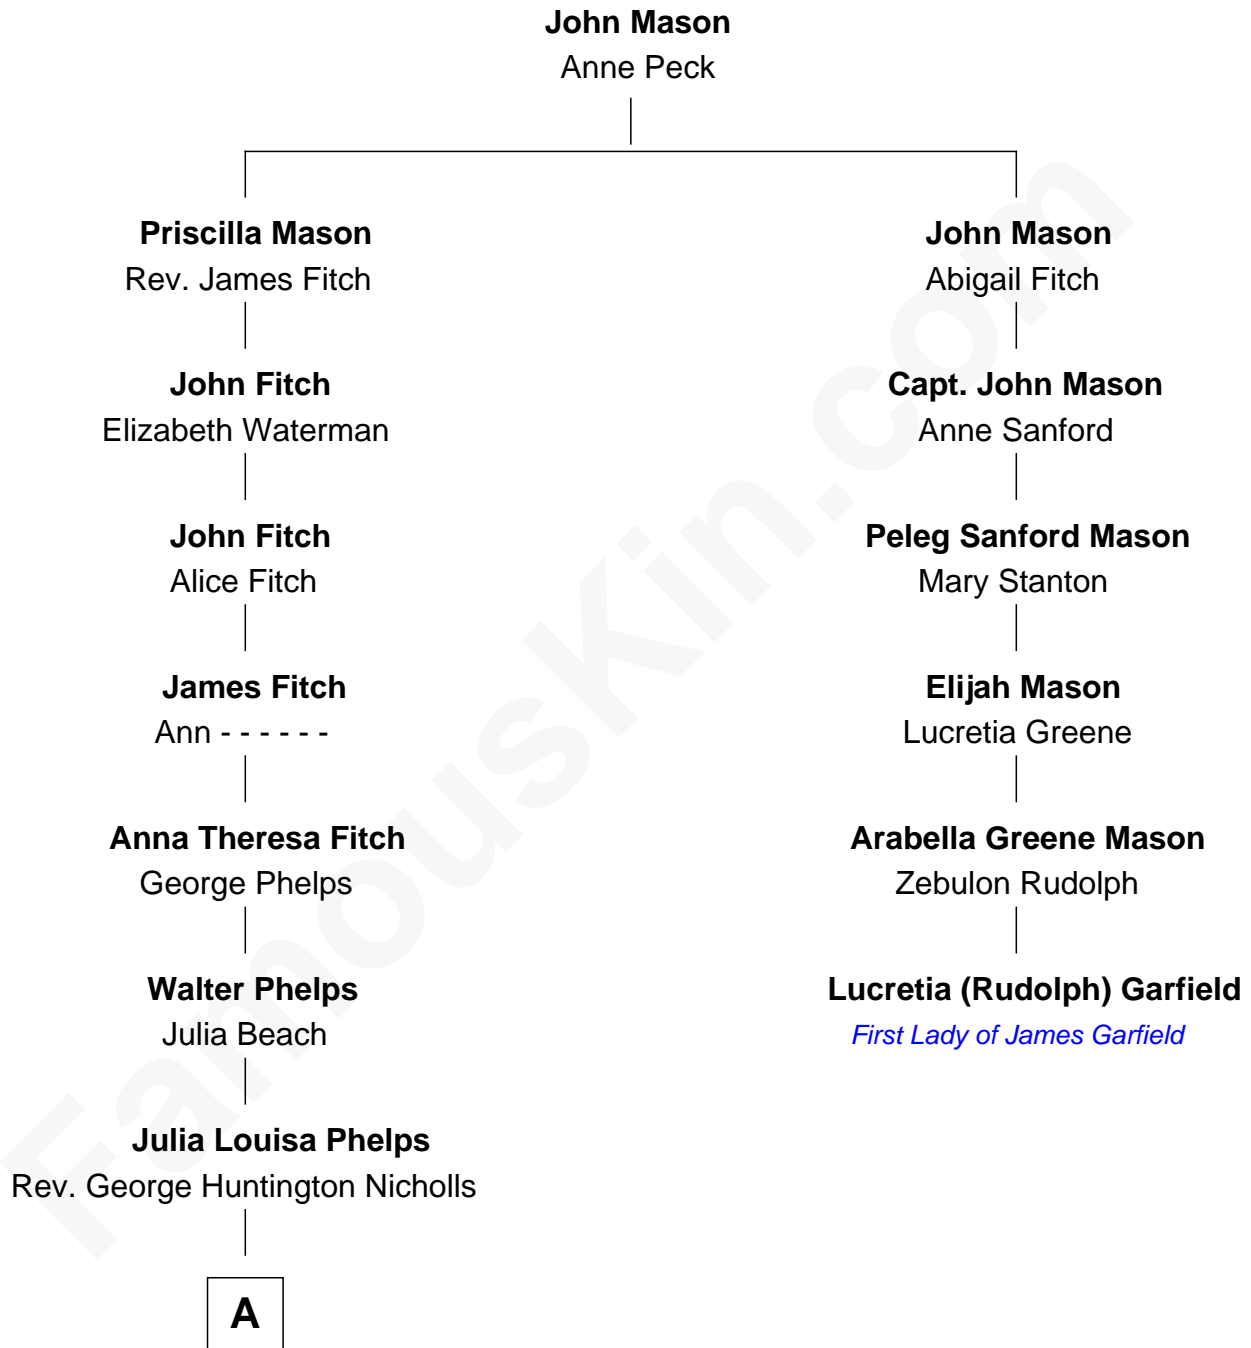 John Mason
Anne Peck
Priscilla Mason
Rev. James Fitch
John Mason
Abigail Fitch
John Fitch
Elizabeth Waterman
Capt. John Mason
Anne Sanford
John Fitch
Alice Fitch
Peleg Sanford Mason
Mary Stanton
James Fitch
Ann - - - - - -
Elijah Mason
Lucretia Greene
Anna Theresa Fitch
George Phelps
Arabella Greene Mason
Zebulon Rudolph
Walter Phelps
Julia Beach
Lucretia (Rudolph) Garfield
First Lady of James Garfield
Julia Louisa Phelps
Rev. George Huntington Nicholls
A
FamousKin.com